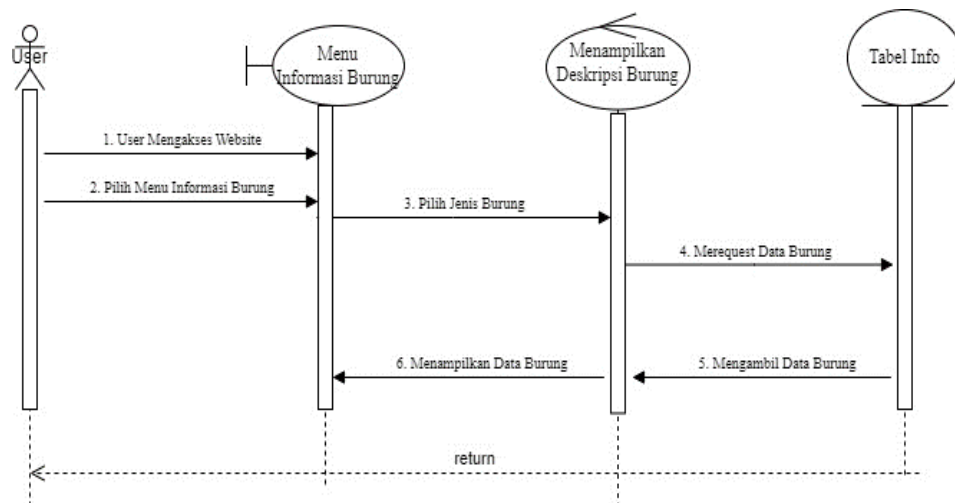 User
Menu
Informasi Burung
Menampilkan
Deskripsi Burung
Tabel Info
1. User Mengakses Website
2. Pilih Menu Informasi Burung
3. Pilih Jenis Burung
4. Merequest Data Burung
6. Menampilkan Data Burung
5. Mengambil Data Burung
return